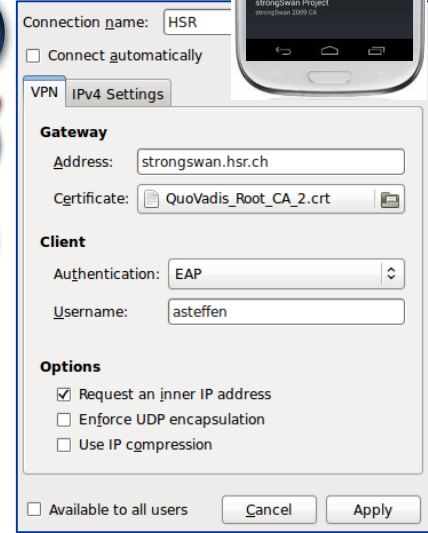 strongSwan Project
strongSwan 2009 CA
Connection name: HSR
Connect automatically
VPN IPv4 Settings
Gateway
Address: strongswan.hsr.ch
Certificate: QuoVadis_Root_CA_2.crt
Client
Authentication: EAP
Username: asteffen
Options
Request an inner IP address
Enforce UDP encapsulation
Use IP compression
Available to all users Cancel Apply